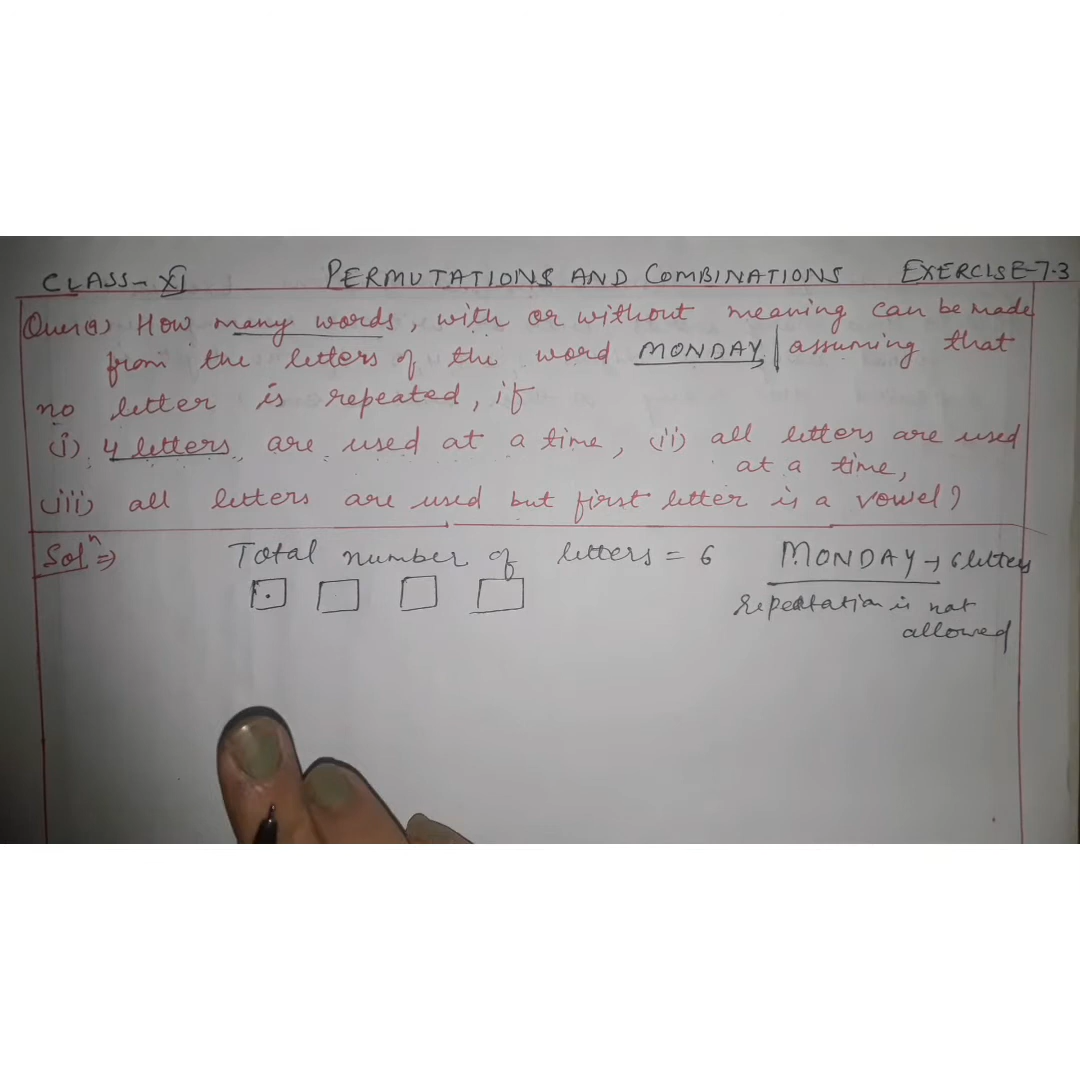 CLASS-XI PERMUTATIONS AND COMBINATIONS EXERCISE-7.3
Ques(9) How many words, with or without meaning can be made
from the letters of the word MONDAY, assuming that
no letter is repeated, if
(i) 4 letters are used at a time, (ii) all letters are used
at a time,
(iii) all letters are used but first letter is a vowel?
Solⁿ⇒ Total number of letters = 6 MONDAY → 6 letters
repeatation is not
allowed